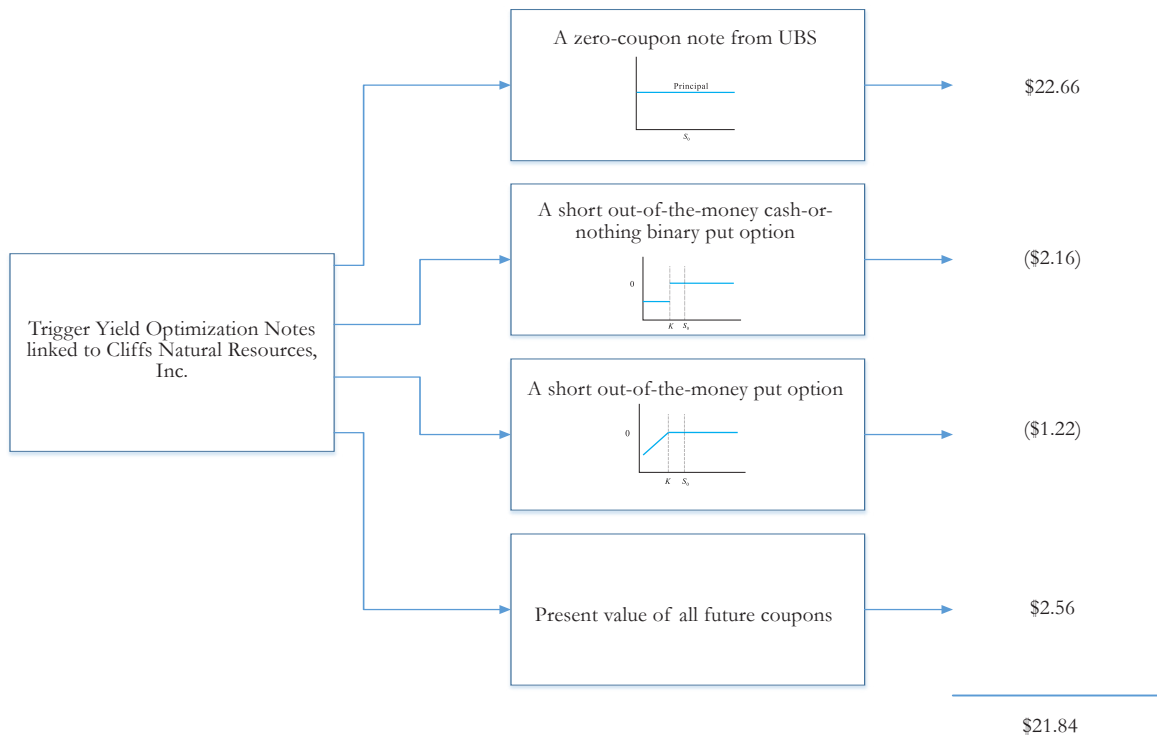 A zero-coupon note from UBS
Principal
S₀
$22.66
A short out-of-the-money cash-or-
nothing binary put option
0
K S₀
($2.16)
Trigger Yield Optimization Notes
linked to Cliffs Natural Resources,
Inc.
A short out-of-the-money put option
0
K S₀
($1.22)
Present value of all future coupons
$2.56
$21.84